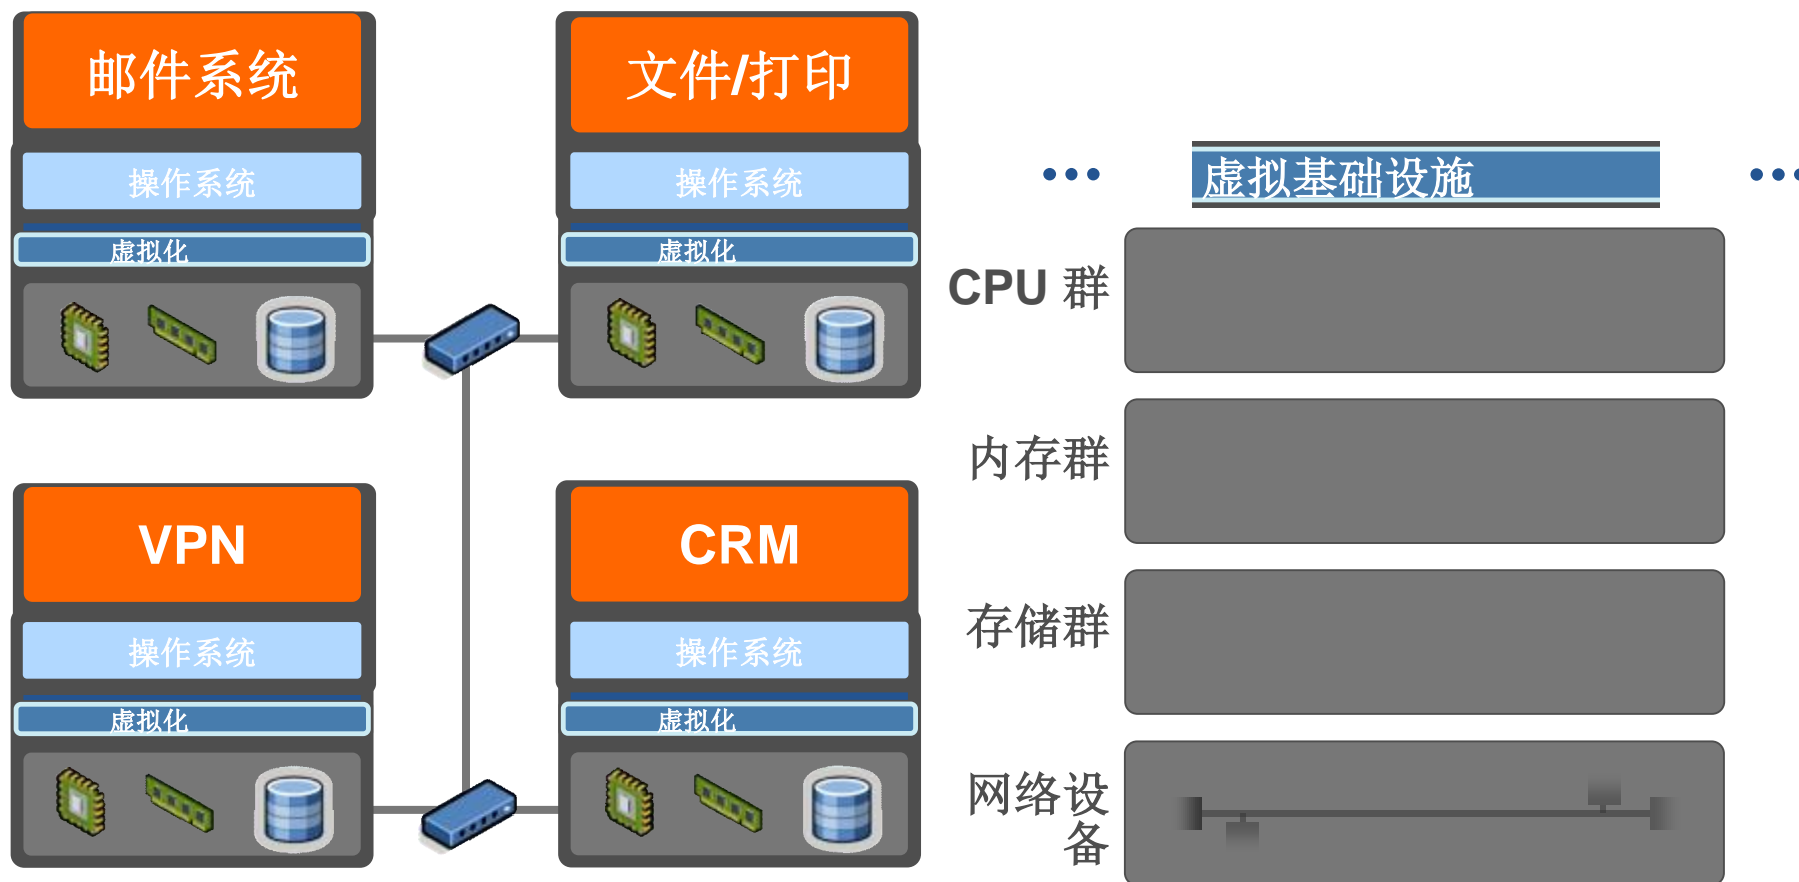 邮件系统
操作系统
虚拟化
文件/打印
操作系统
虚拟化
VPN
操作系统
虚拟化
CRM
操作系统
虚拟化
••• 虚拟基础设施 •••
CPU 群
内存群
存储群
网络设
备